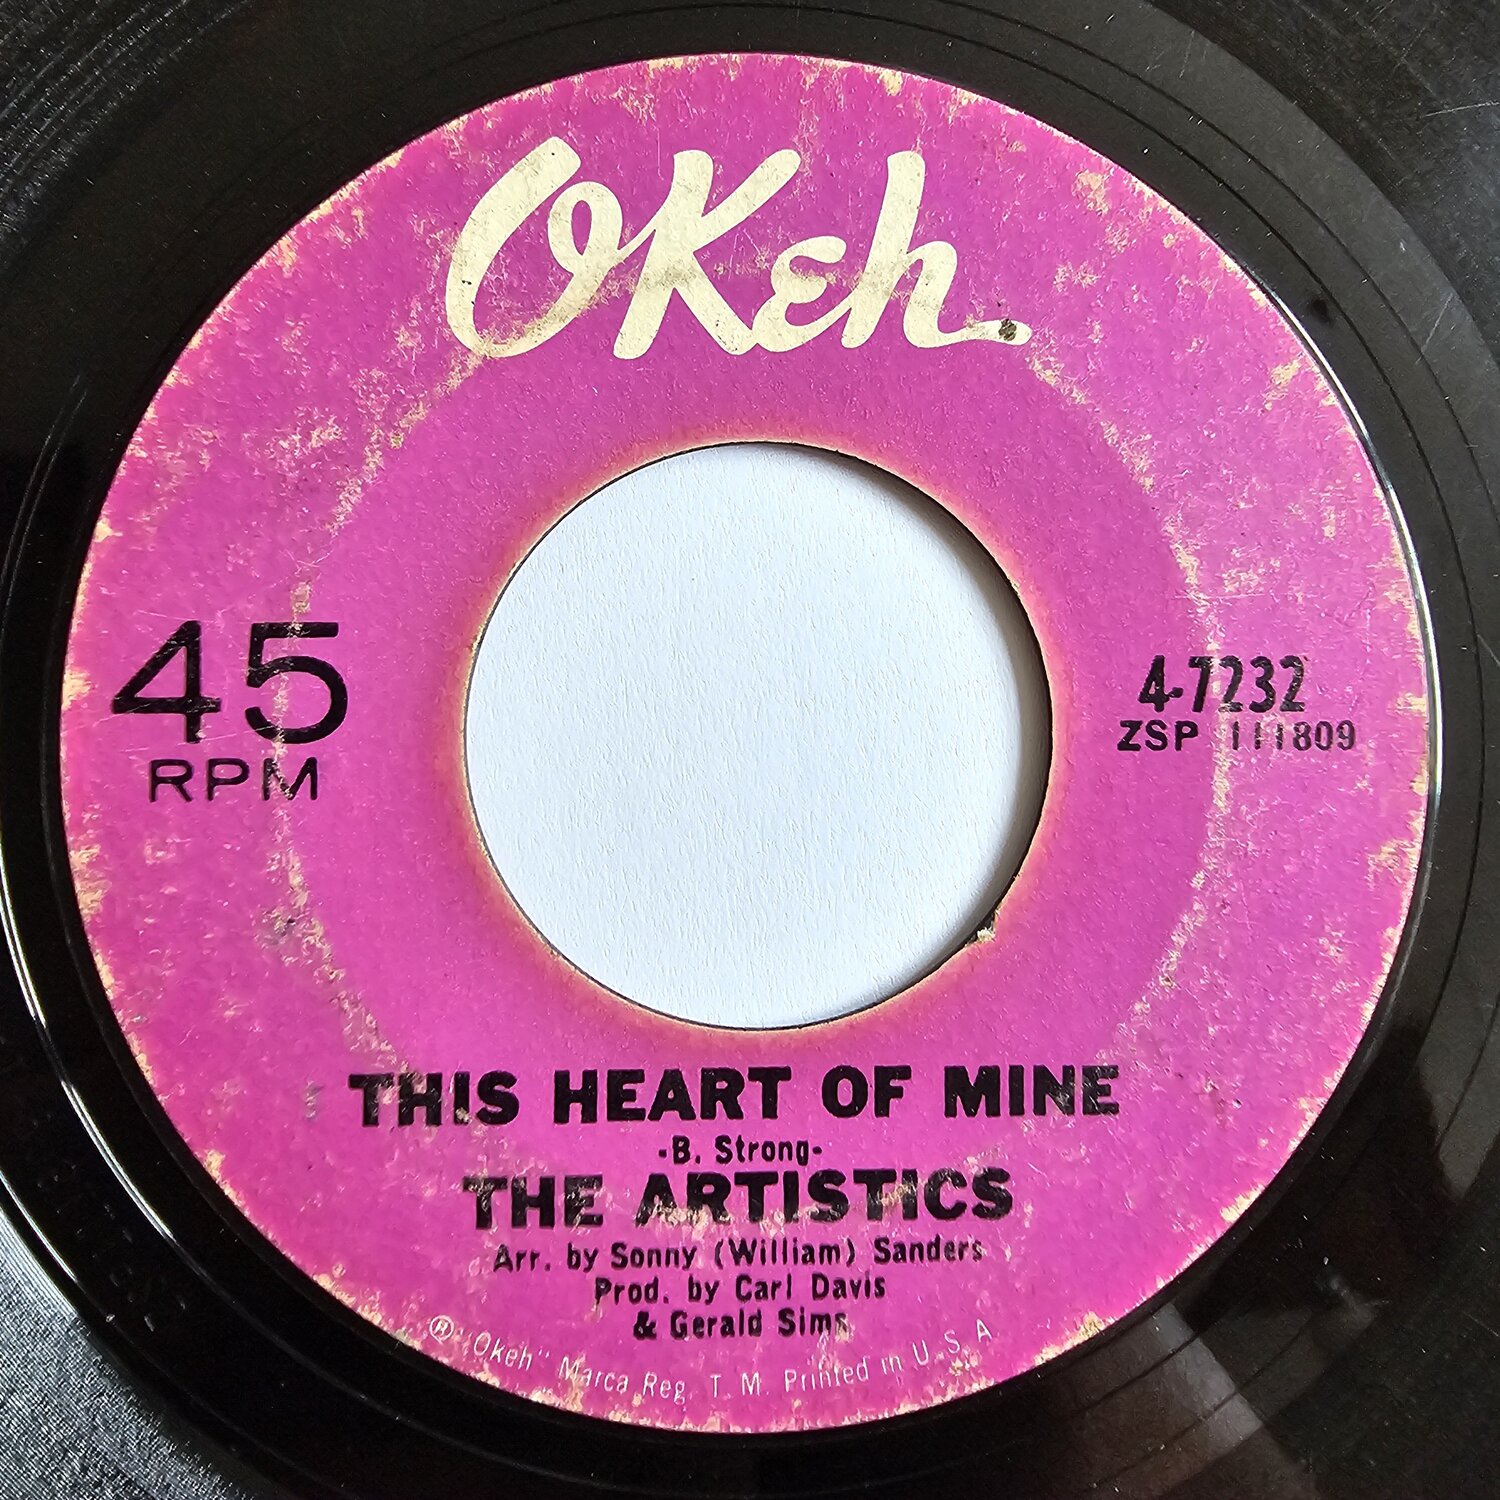 OKeh
45
RPM
4-7232
ZSP 111809
THIS HEART OF MINE
-B. Strong-
THE ARTISTICS
Arr. by Sonny (William) Sanders
Prod. by Carl Davis
& Gerald Sims
® "Okeh" Marca Reg. T. M. Printed in U. S. A